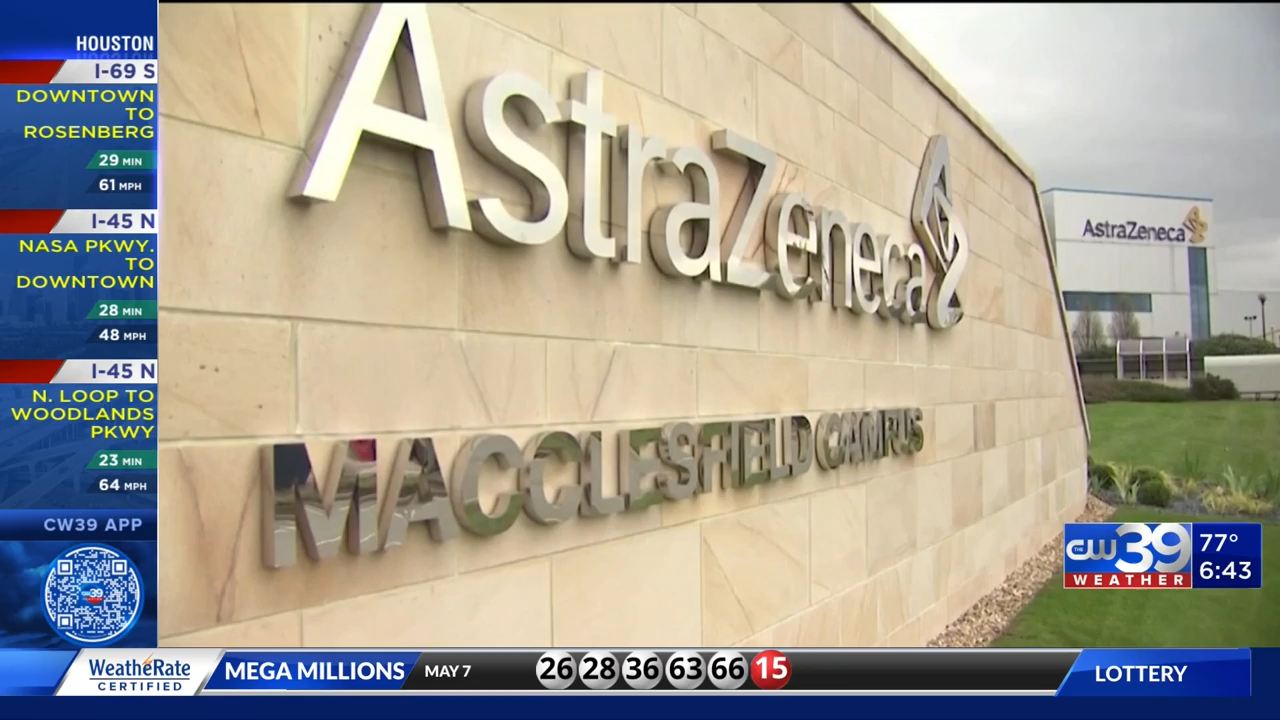 HOUSTON
I-69 S
DOWNTOWN
TO
ROSENBERG
29 MIN
61 MPH
I-45 N
NASA PKWY.
TO
DOWNTOWN
28 MIN
48 MPH
I-45 N
N. LOOP TO
WOODLANDS
PKWY
23 MIN
64 MPH
CW39 APP
AstraZeneca
MACCLESFIELD CAMPUS
AstraZeneca
THE CW39
WEATHER
77°
6:43
WeatheRate
CERTIFIED
MEGA MILLIONS
MAY 7
26 28 36 63 66 15
LOTTERY